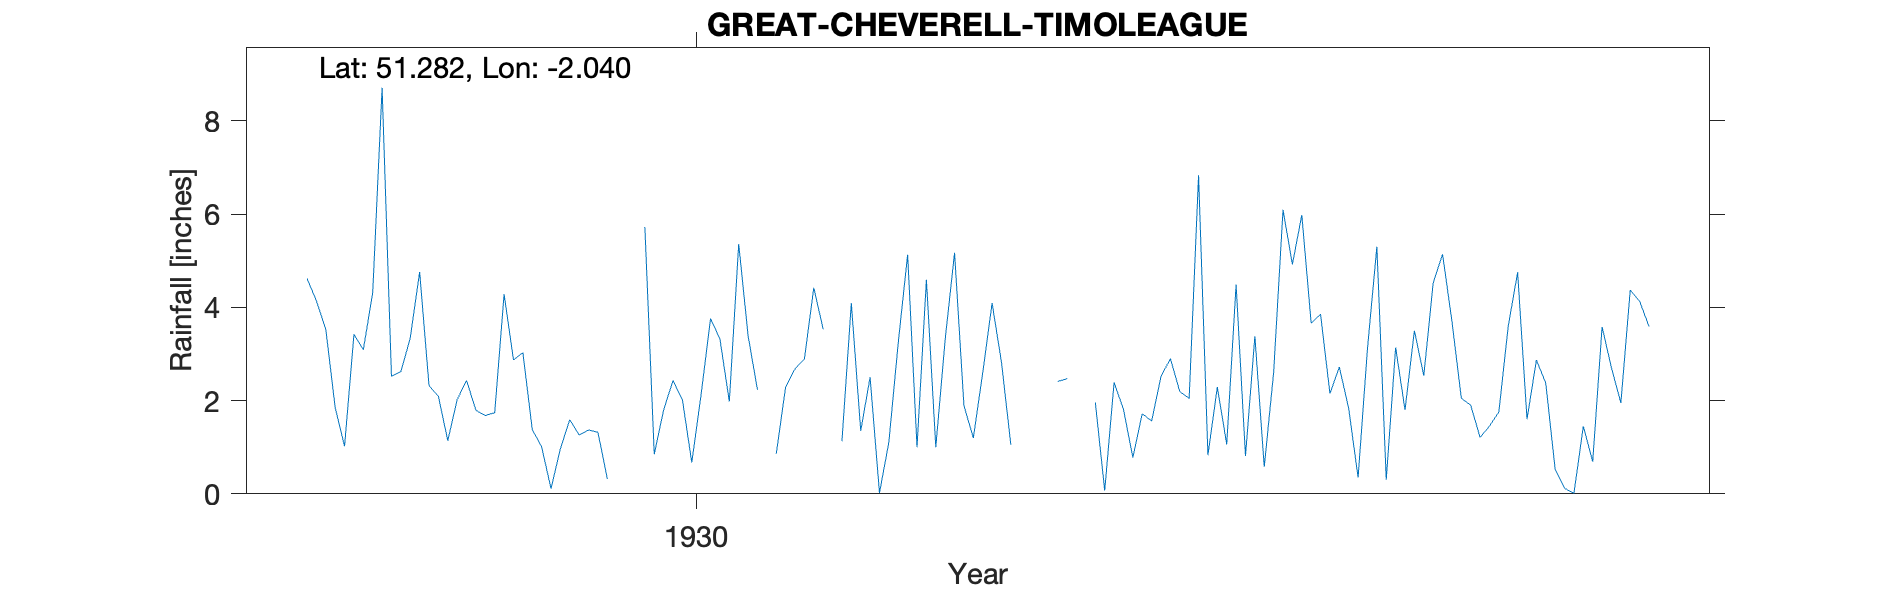 GREAT-CHEVERELL-TIMOLEAGUE
Lat: 51.282, Lon: -2.040
8
6
4
2
0
Rainfall [inches]
1930
Year